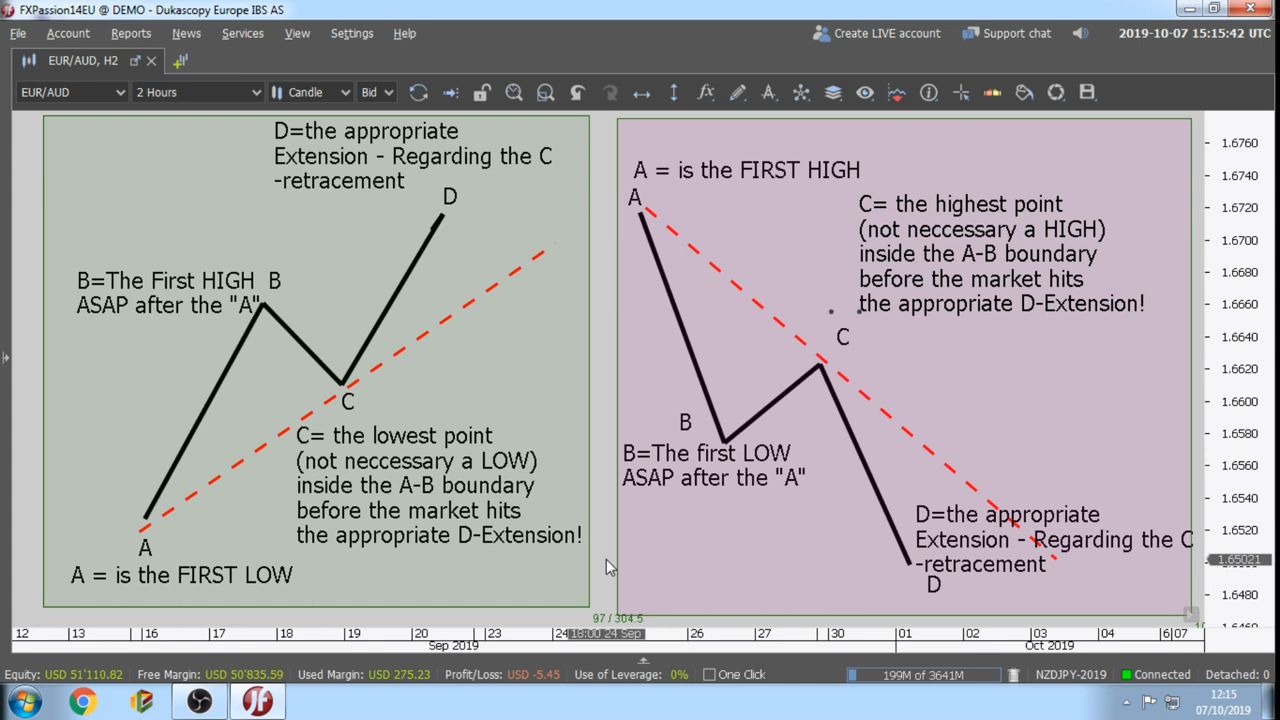 FXPassion14EU @ DEMO - Dukascopy Europe IBS AS
File Account Reports News Services View Settings Help
Create LIVE account Support chat 2019-10-07 15:15:42 UTC
EUR/AUD, H2
EUR/AUD 2 Hours Candle Bid
D=the appropriate
Extension - Regarding the C
-retracement
D
B=The First HIGH B
ASAP after the "A"
C
C= the lowest point
(not neccessary a LOW)
inside the A-B boundary
before the market hits
the appropriate D-Extension!
A
A = is the FIRST LOW
A = is the FIRST HIGH
A
C= the highest point
(not neccessary a HIGH)
inside the A-B boundary
before the market hits
the appropriate D-Extension!
C
B
B=The first LOW
ASAP after the "A"
D=the appropriate
Extension - Regarding the C
-retracement
D
1.6760
1.6740
1.6720
1.6700
1.6680
1.6660
1.6640
1.6620
1.6600
1.6580
1.6560
1.6540
1.6520
1.65021
1.6480
97 / 304.5
12 13 16 17 18 19 20 23 24 18:00 24 Sep 26 27 30 01 02 03 04 6 07
Sep 2019 Oct 2019
Equity: USD 51'110.82 Free Margin: USD 50'835.59 Used Margin: USD 275.23 Profit/Loss: USD -5.45 Use of Leverage: 0% One Click 199M of 3641M NZDJPY-2019 Connected Detached: 0
12:15
07/10/2019